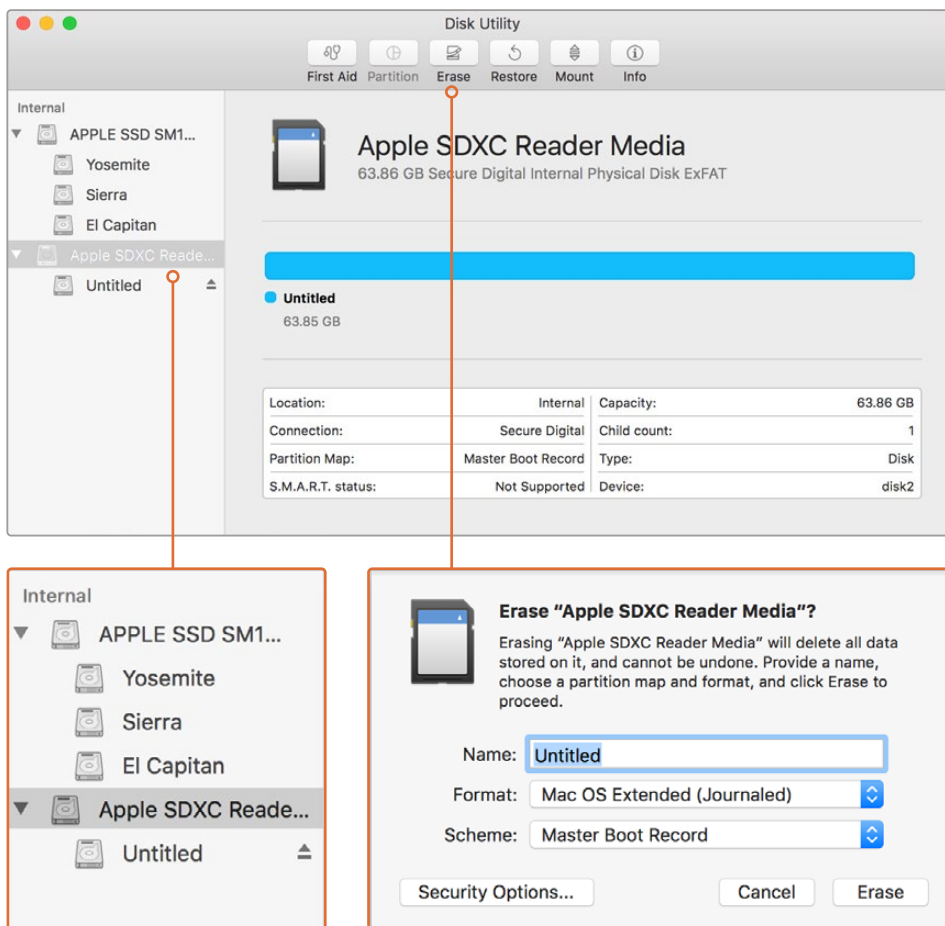 Disk Utility
First Aid Partition Erase Restore Mount Info
Internal
APPLE SSD SM1...
Yosemite
Sierra
El Capitan
Apple SDXC Reade...
Untitled
Apple SDXC Reader Media
63.86 GB Secure Digital Internal Physical Disk ExFAT
Untitled
63.85 GB
Location: Internal Capacity: 63.86 GB
Connection: Secure Digital Child count: 1
Partition Map: Master Boot Record Type: Disk
S.M.A.R.T. status: Not Supported Device: disk2
Internal
APPLE SSD SM1...
Yosemite
Sierra
El Capitan
Apple SDXC Reade...
Untitled
Erase “Apple SDXC Reader Media”?
Erasing “Apple SDXC Reader Media” will delete all data
stored on it, and cannot be undone. Provide a name,
choose a partition map and format, and click Erase to
proceed.
Name: Untitled
Format: Mac OS Extended (Journaled)
Scheme: Master Boot Record
Security Options... Cancel Erase